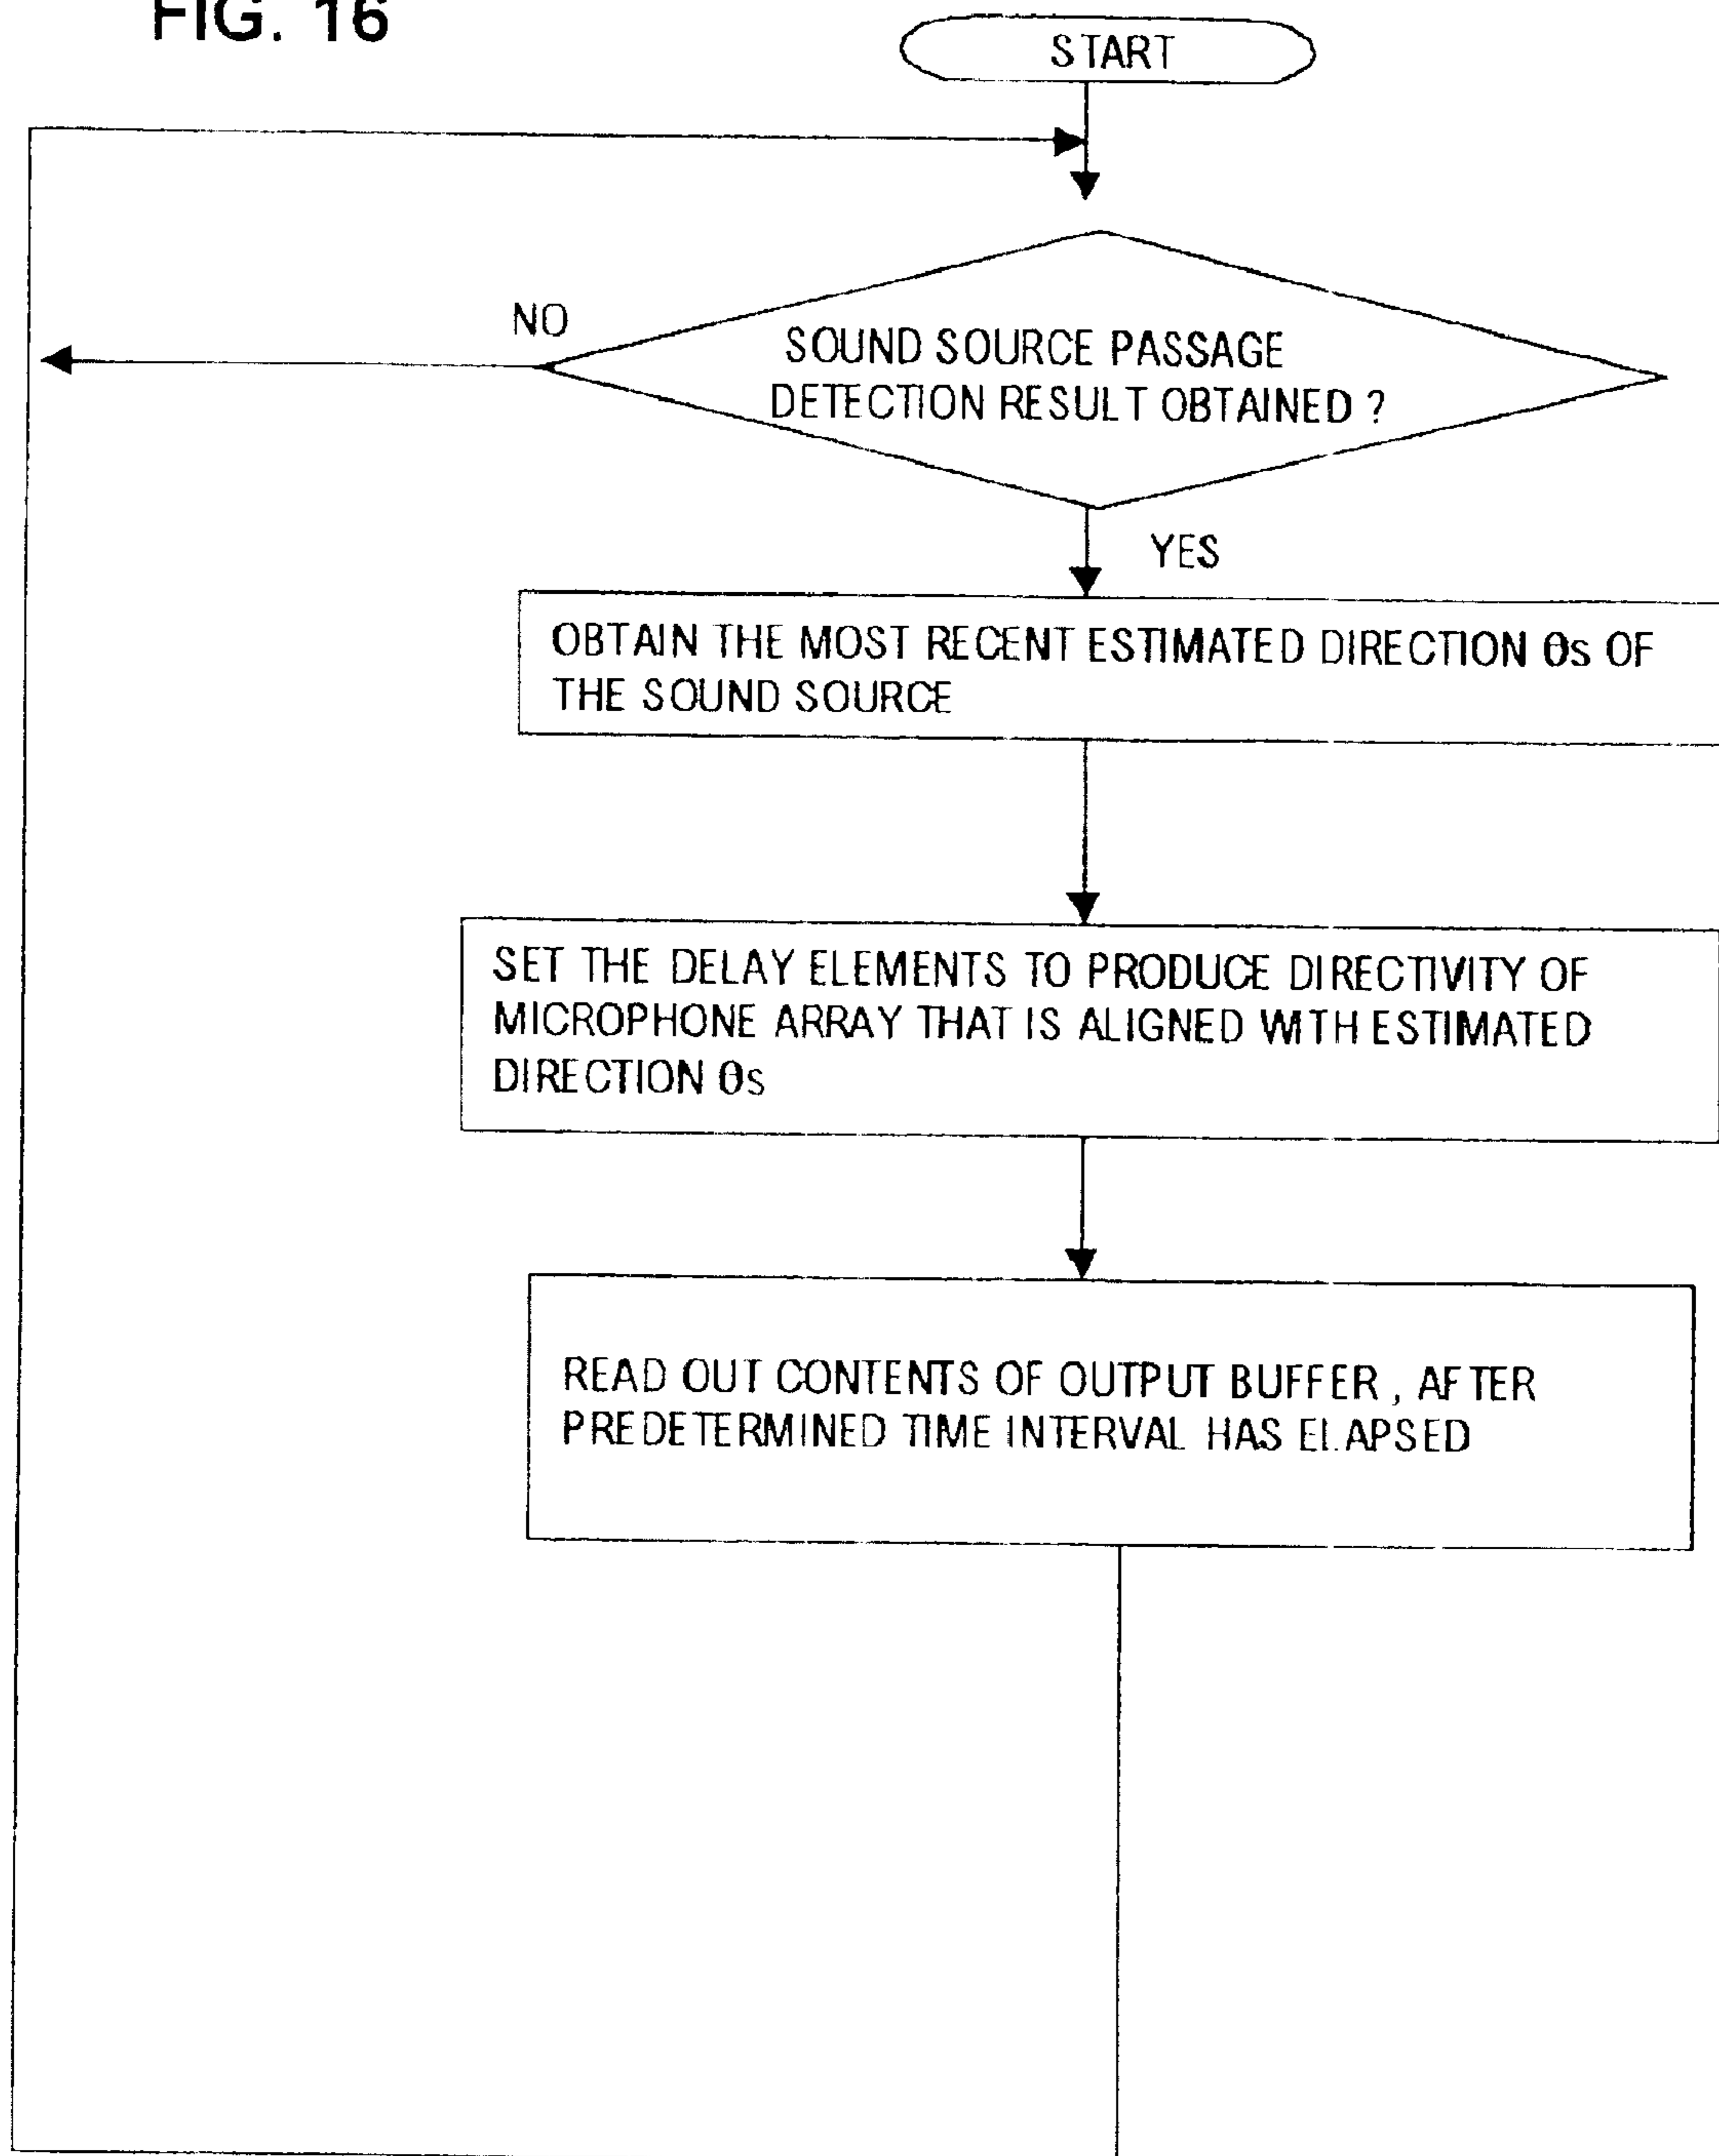 FIG. 16
START
NO
SOUND SOURCE PASSAGE
DETECTION RESULT OBTAINED ?
YES
OBTAIN THE MOST RECENT ESTIMATED DIRECTION θs OF
THE SOUND SOURCE
SET THE DELAY ELEMENTS TO PRODUCE DIRECTIVITY OF
MICROPHONE ARRAY THAT IS ALIGNED WITH ESTIMATED
DIRECTION θs
READ OUT CONTENTS OF OUTPUT BUFFER , AFTER
PREDETERMINED TIME INTERVAL HAS ELAPSED